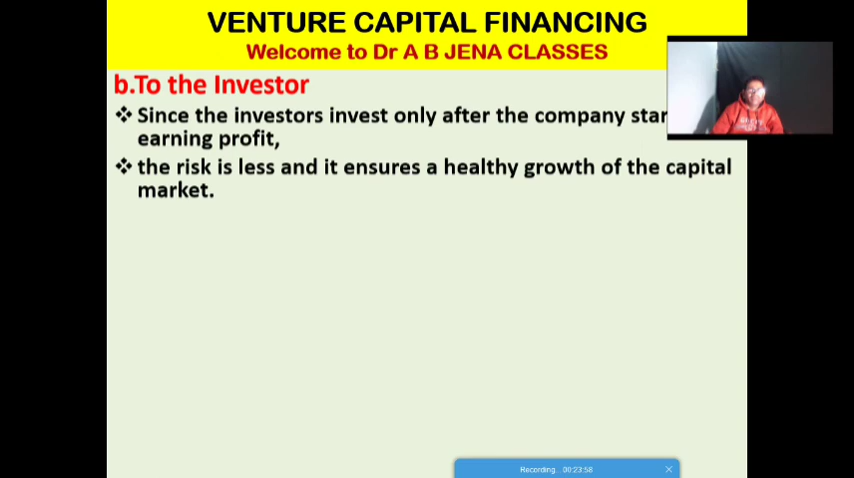 VENTURE CAPITAL FINANCING
Welcome to Dr A B JENA CLASSES
b.To the Investor
❖ Since the investors invest only after the company
earning profit,
❖ the risk is less and it ensures a healthy growth of the capital
market.
Recording...00:23:58